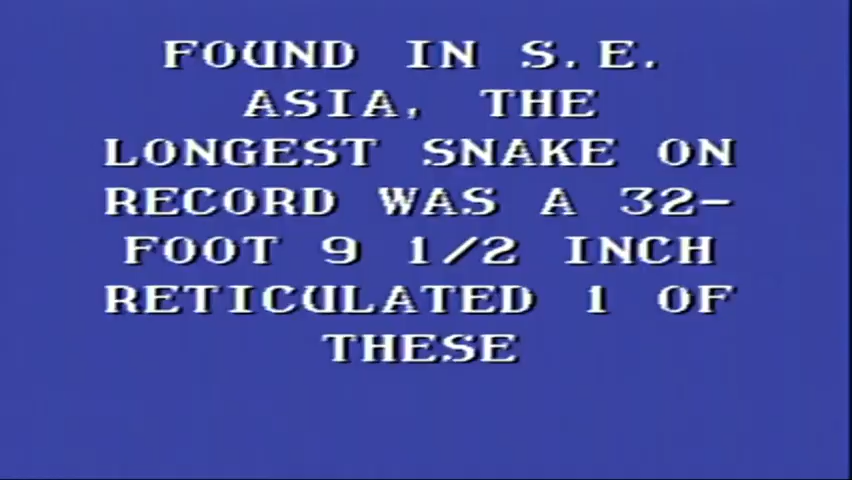 FOUND IN S.E.
ASIA, THE
LONGEST SNAKE ON
RECORD WAS A 32-
FOOT 9 1/2 INCH
RETICULATED 1 OF
THESE